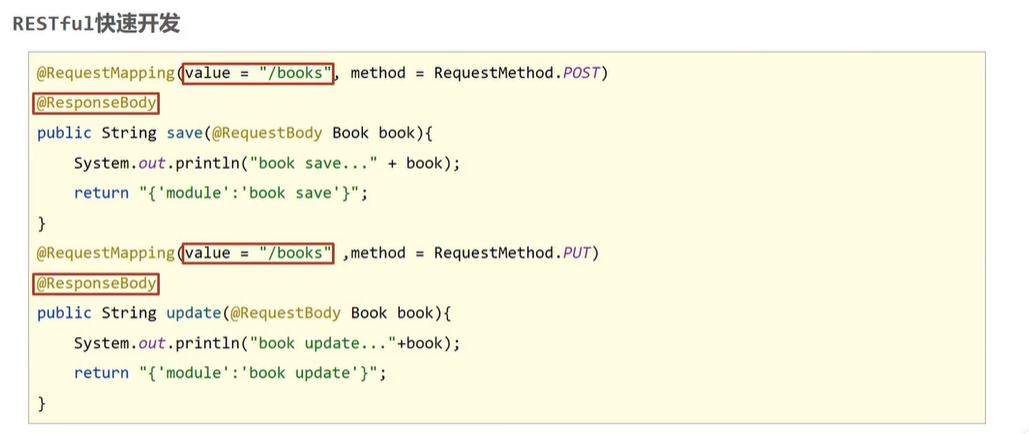 RESTful快速开发
@RequestMapping(value = "/books", method = RequestMethod.POST)
@ResponseBody
public String save(@RequestBody Book book){
    System.out.println("book save..." + book);
    return "{'module':'book save'}";
}
@RequestMapping(value = "/books" ,method = RequestMethod.PUT)
@ResponseBody
public String update(@RequestBody Book book){
    System.out.println("book update..."+book);
    return "{'module':'book update'}";
}